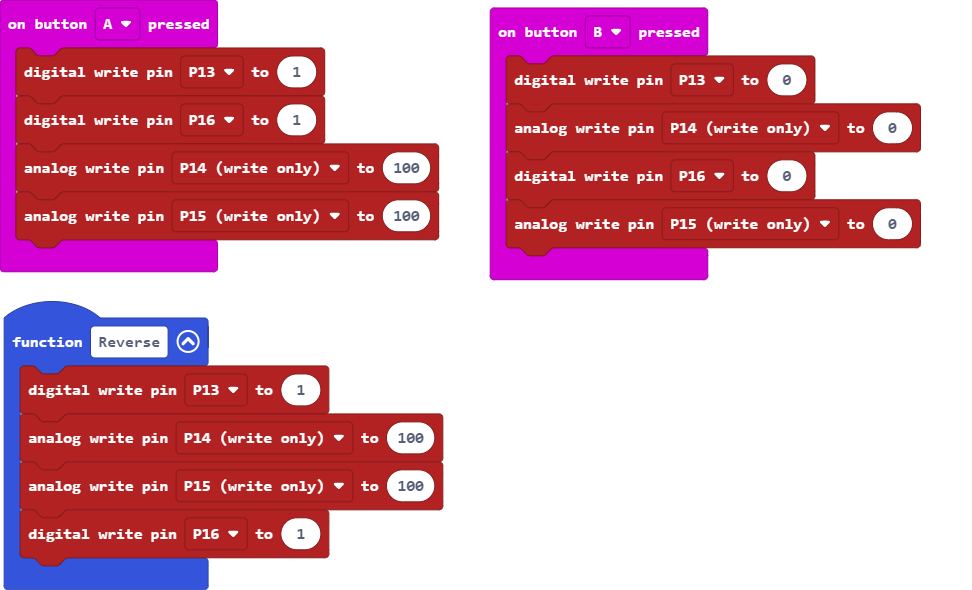 on button A pressed
digital write pin P13 to 1
digital write pin P16 to 1
analog write pin P14 (write only) to 100
analog write pin P15 (write only) to 100
on button B pressed
digital write pin P13 to 0
analog write pin P14 (write only) to 0
digital write pin P16 to 0
analog write pin P15 (write only) to 0
function Reverse
digital write pin P13 to 1
analog write pin P14 (write only) to 100
analog write pin P15 (write only) to 100
digital write pin P16 to 1